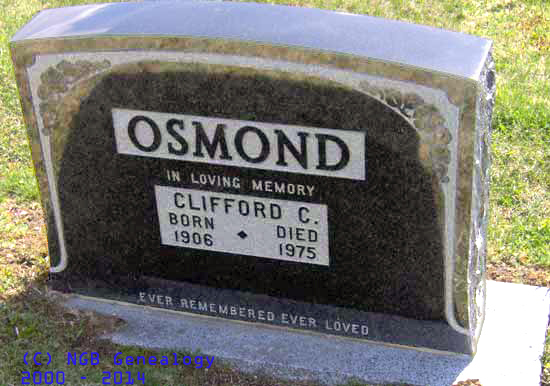 OSMOND
IN LOVING MEMORY
CLIFFORD C.
BORN ◆ DIED
1906 1975
EVER REMEMBERED EVER LOVED
(C) NGB Genealogy
2000 - 2014